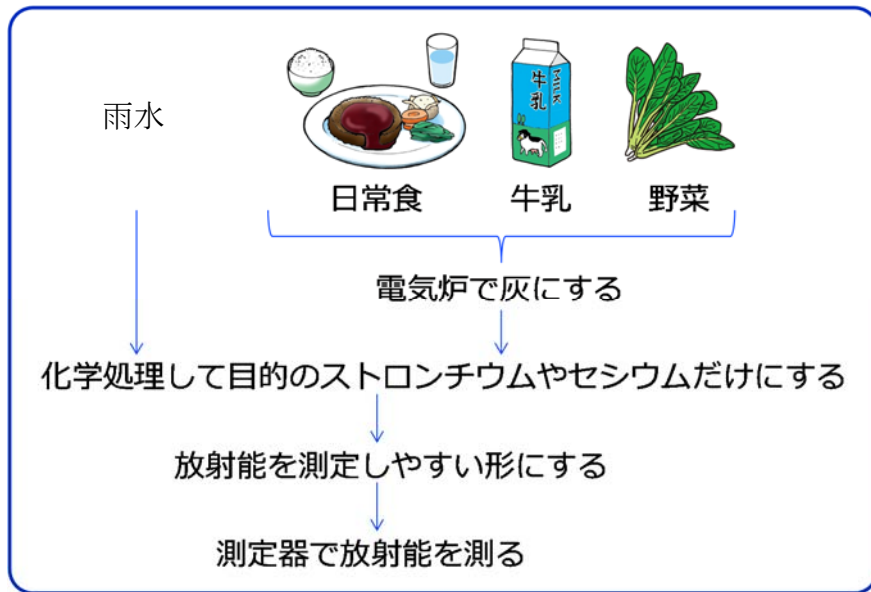 雨水
牛乳
MILK
日常食
牛乳
野菜
電気炉で灰にする
化学処理して目的のストロンチウムやセシウムだけにする
放射能を測定しやすい形にする
測定器で放射能を測る